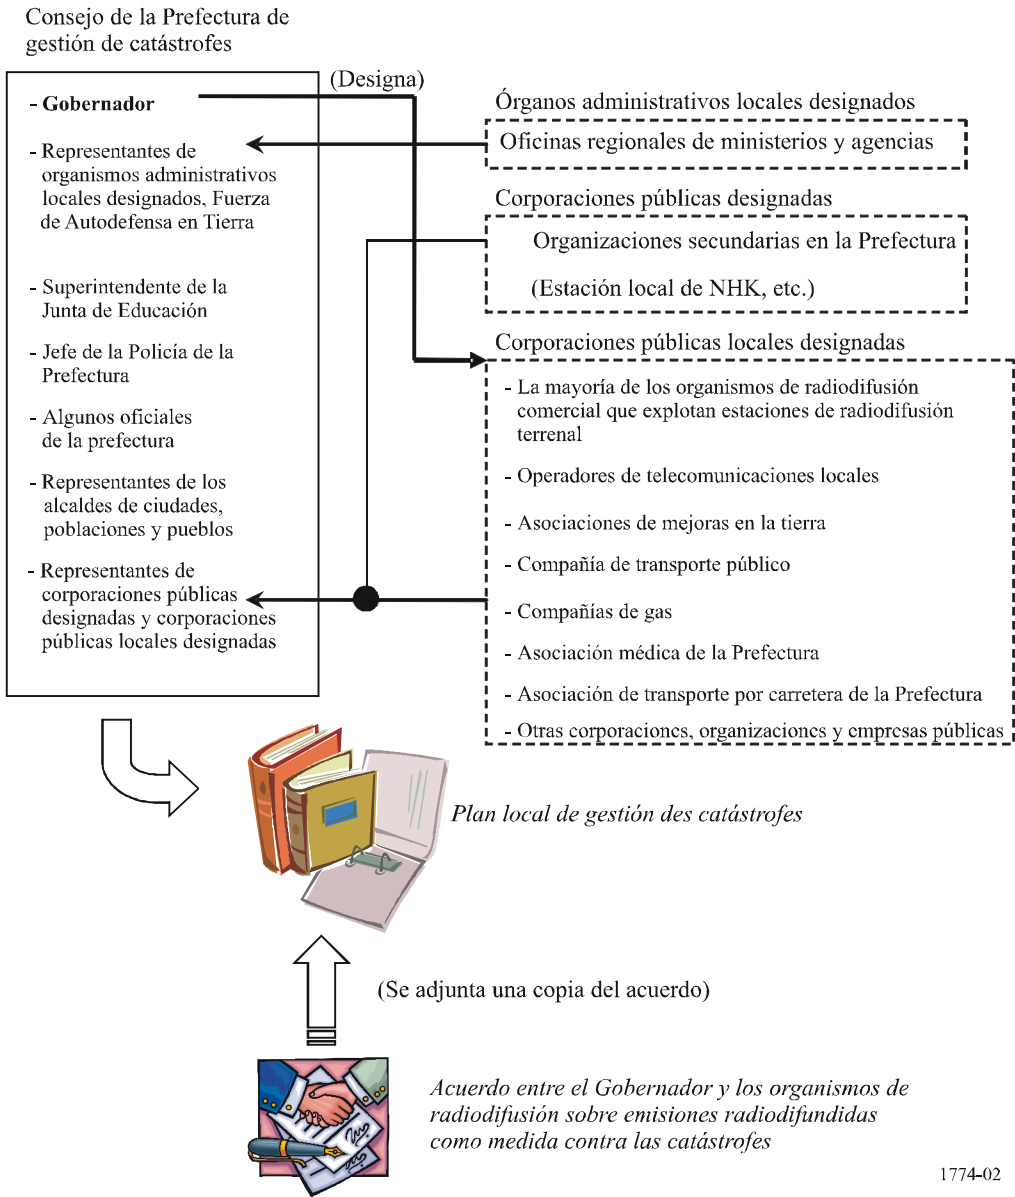 Consejo de la Prefectura de
gestión de catástrofes
- Gobernador
- Representantes de
organismos administrativos
locales designados, Fuerza
de Autodefensa en Tierra
- Superintendente de la
Junta de Educación
- Jefe de la Policía de la
Prefectura
- Algunos oficiales
de la prefectura
- Representantes de los
alcaldes de ciudades,
poblaciones y pueblos
- Representantes de
corporaciones públicas
designadas y corporaciones
públicas locales designadas
(Designa)
Órganos administrativos locales designados
Oficinas regionales de ministerios y agencias
Corporaciones públicas designadas
Organizaciones secundarias en la Prefectura
(Estación local de NHK, etc.)
Corporaciones públicas locales designadas
- La mayoría de los organismos de radiodifusión
comercial que explotan estaciones de radiodifusión
terrenal
- Operadores de telecomunicaciones locales
- Asociaciones de mejoras en la tierra
- Compañía de transporte público
- Compañías de gas
- Asociación médica de la Prefectura
- Asociación de transporte por carretera de la Prefectura
- Otras corporaciones, organizaciones y empresas públicas
Plan local de gestión des catástrofes
(Se adjunta una copia del acuerdo)
Acuerdo entre el Gobernador y los organismos de
radiodifusión sobre emisiones radiodifundidas
como medida contra las catástrofes
1774-02